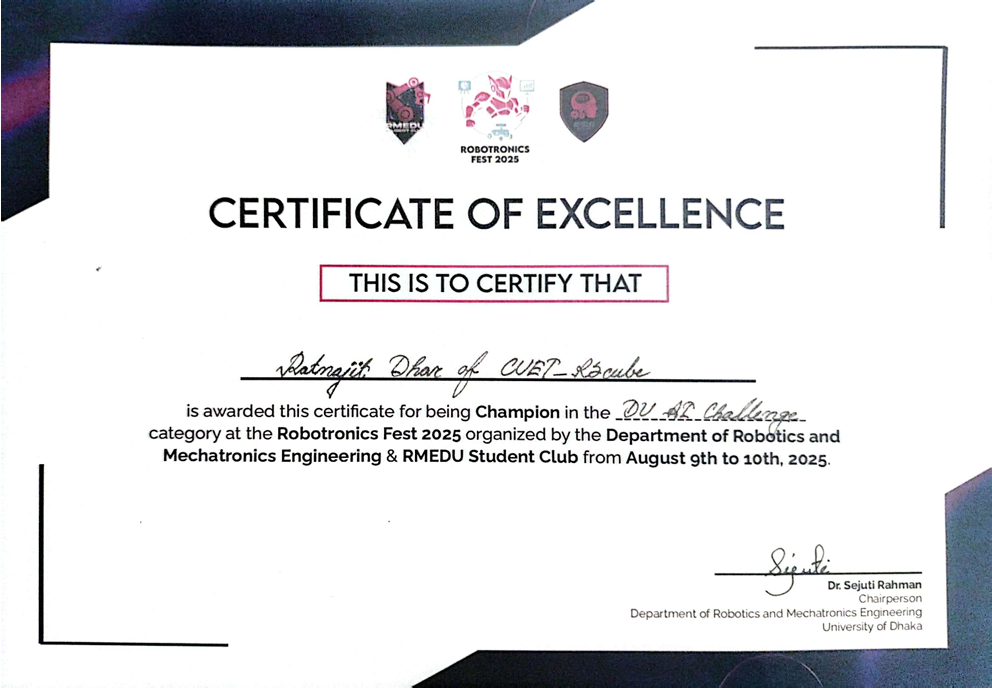 RMEDU
ROBOTRONICS
FEST 2025
CERTIFICATE OF EXCELLENCE
THIS IS TO CERTIFY THAT
Ratnajit Dhar of CUET_R3cube
is awarded this certificate for being Champion in the DU AI Challenge
category at the Robotronics Fest 2025 organized by the Department of Robotics and
Mechatronics Engineering & RMEDU Student Club from August 9th to 10th, 2025.
Sejuti
Dr. Sejuti Rahman
Chairperson
Department of Robotics and Mechatronics Engineering
University of Dhaka